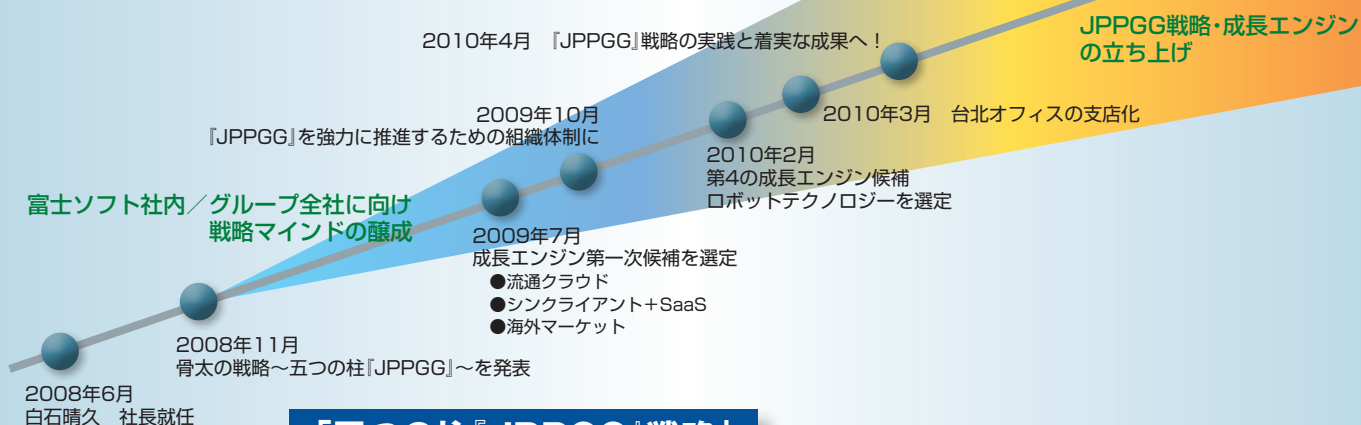 JPPGG戦略・成長エンジン
の立ち上げ
2010年4月　『JPPGG』戦略の実践と着実な成果へ！
2010年3月　台北オフィスの支店化
2009年10月
『JPPGG』を強力に推進するための組織体制に
2010年2月
第4の成長エンジン候補
ロボットテクノロジーを選定
富士ソフト社内／グループ全社に向け
戦略マインドの醸成
2009年7月
成長エンジン第一次候補を選定
●流通クラウド
●シンクライアント＋SaaS
●海外マーケット
2008年11月
骨太の戦略～五つの柱『JPPGG』～を発表
2008年6月
白石晴久　社長就任